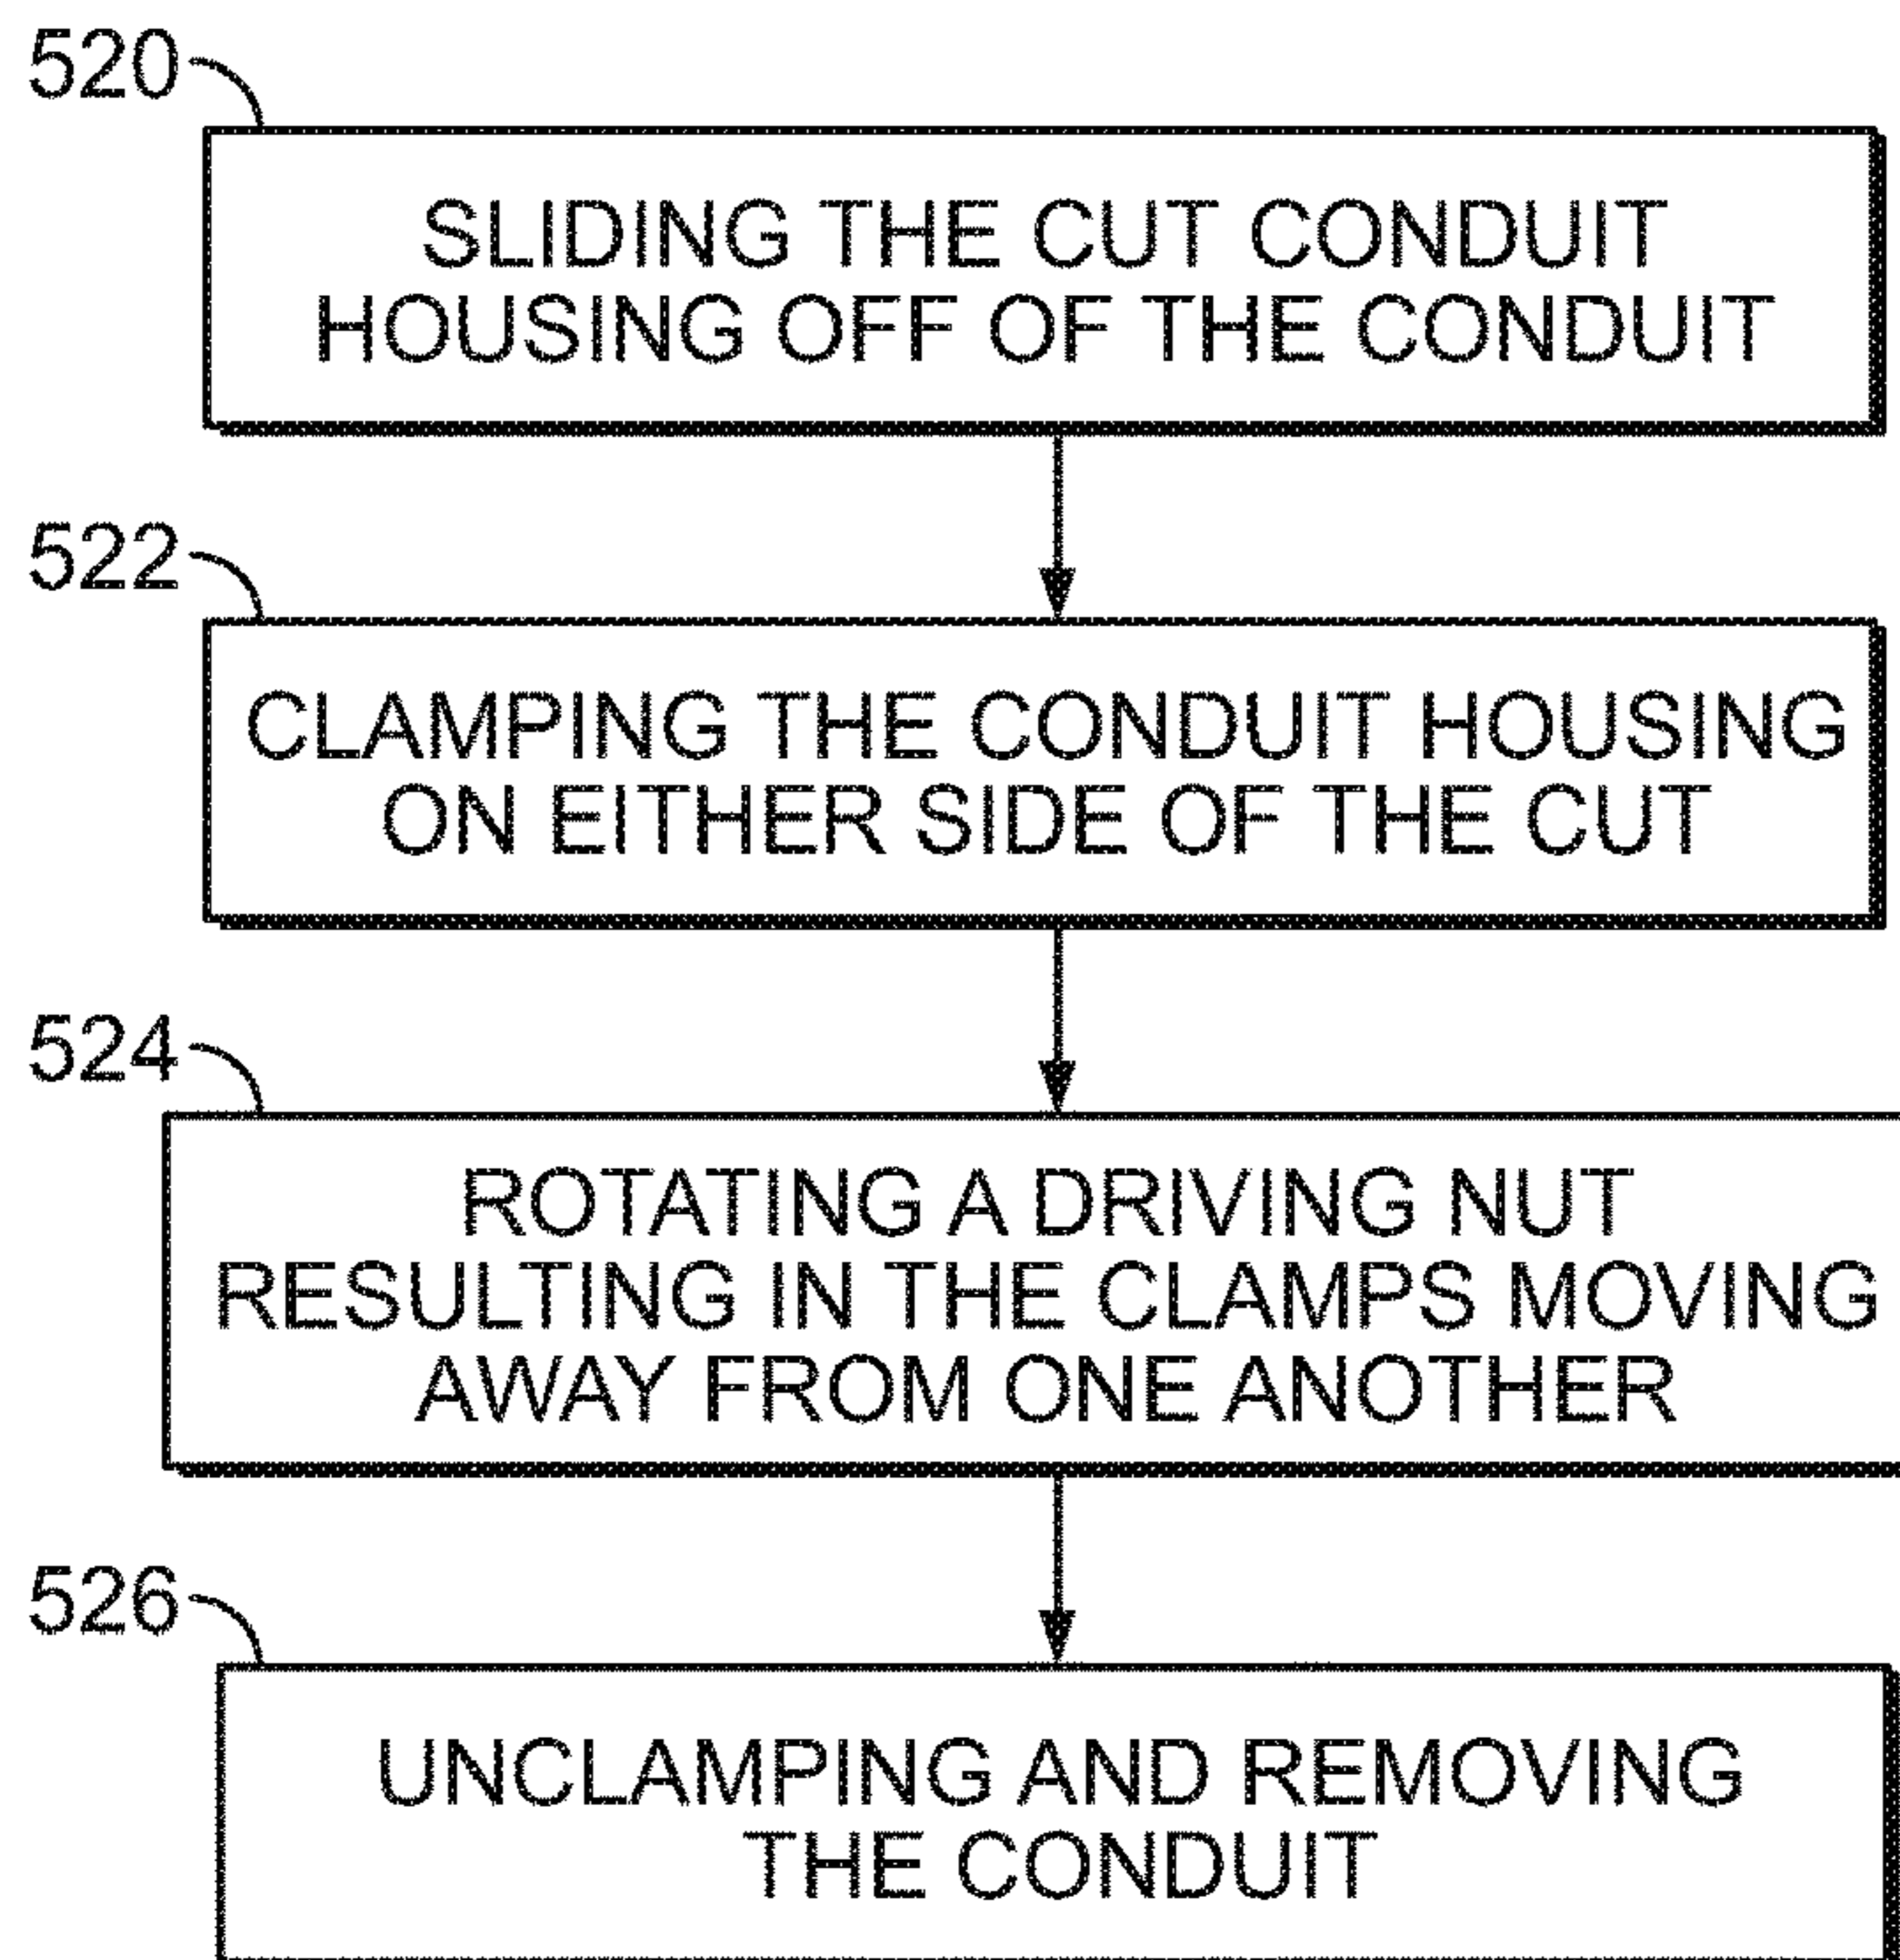 520
SLIDING THE CUT CONDUIT
HOUSING OFF OF THE CONDUIT
522
CLAMPING THE CONDUIT HOUSING
ON EITHER SIDE OF THE CUT
524
ROTATING A DRIVING NUT
RESULTING IN THE CLAMPS MOVING
AWAY FROM ONE ANOTHER
526
UNCLAMPING AND REMOVING
THE CONDUIT